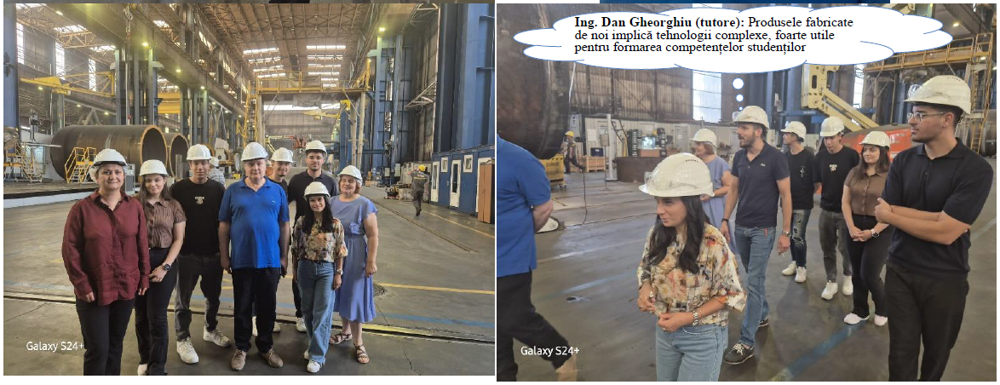 Ing. Dan Gheorghiu (tutore): Produsele fabricate
de noi implică tehnologii complexe, foarte utile
pentru formarea competențelor studenților
Galaxy S24+
Galaxy S24+